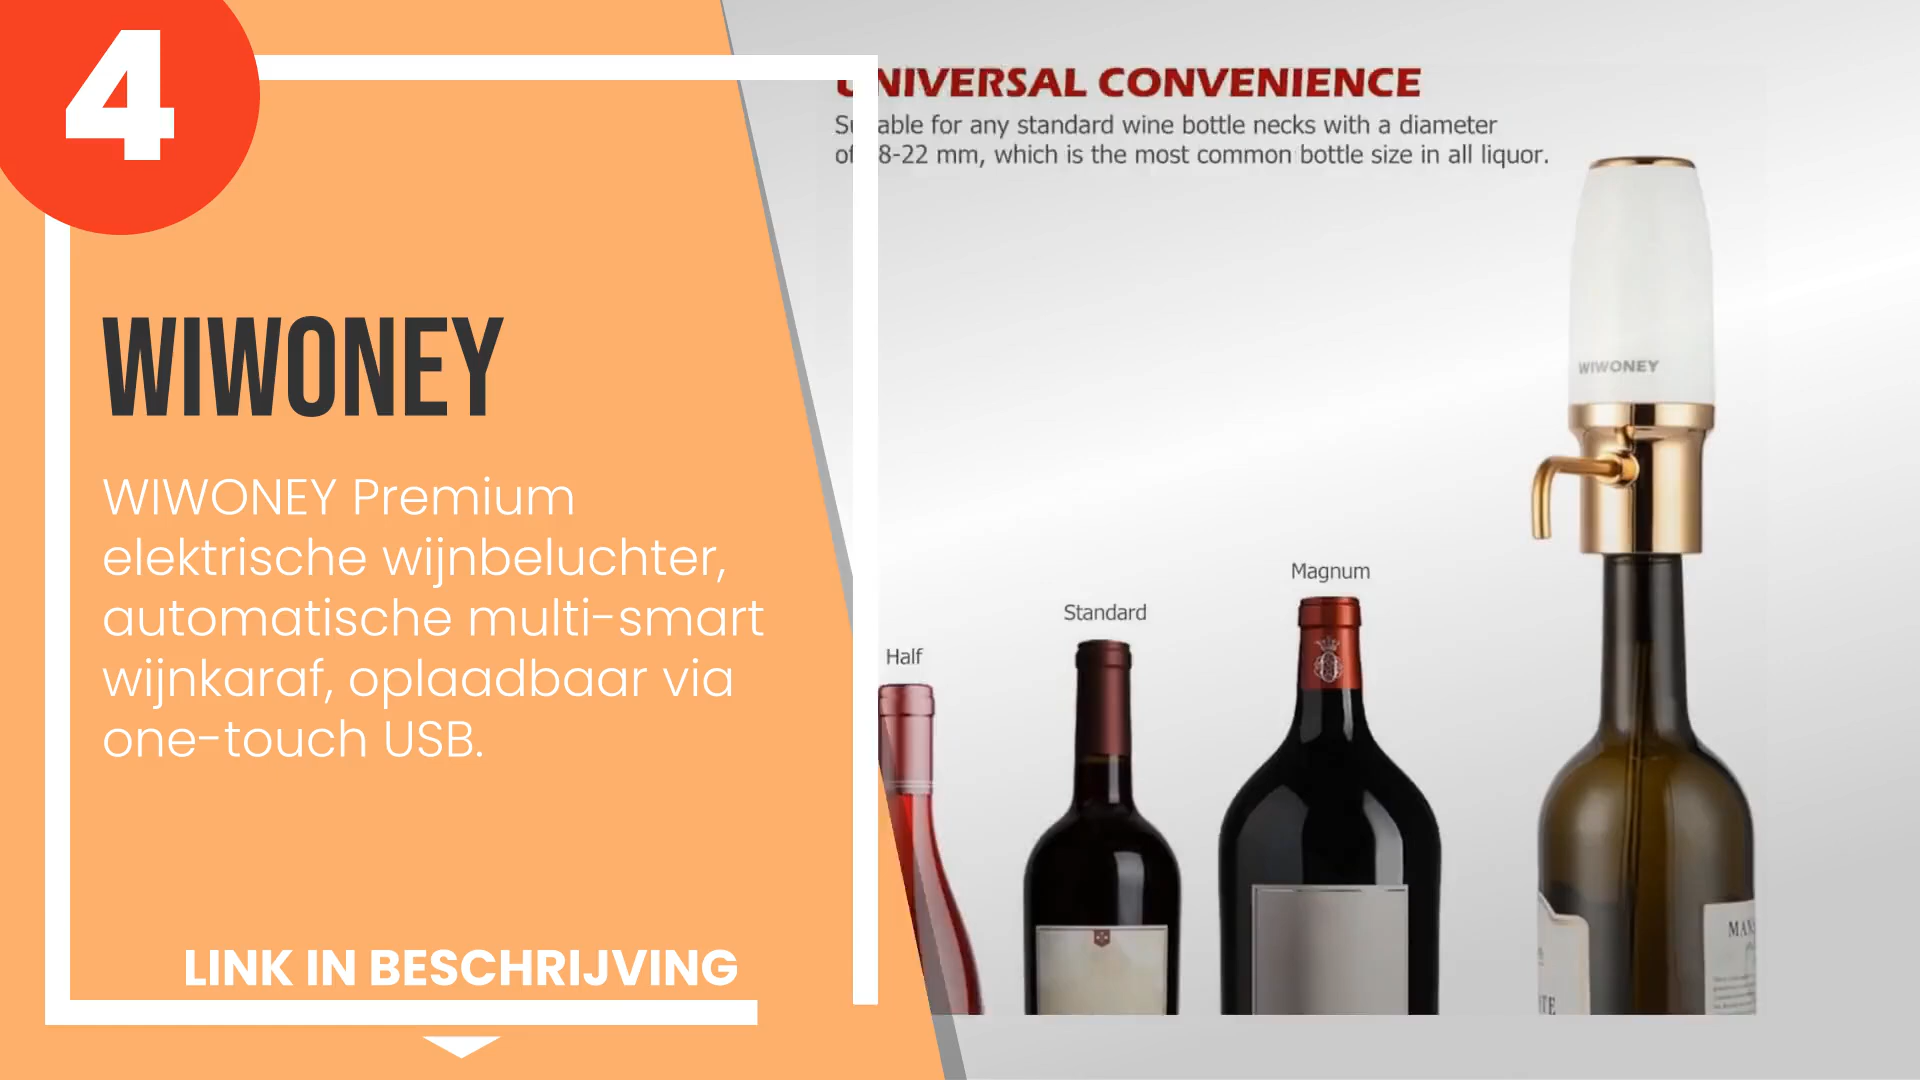 4
WIWONEY
WIWONEY Premium
elektrische wijnbeluchter,
automatische multi-smart
wijnkaraf, oplaadbaar via
one-touch USB.
LINK IN BESCHRIJVING
UNIVERSAL CONVENIENCE
able for any standard wine bottle necks with a diameter
8-22 mm, which is the most common bottle size in all liquor.
WIWONEY
Magnum
Standard
Half